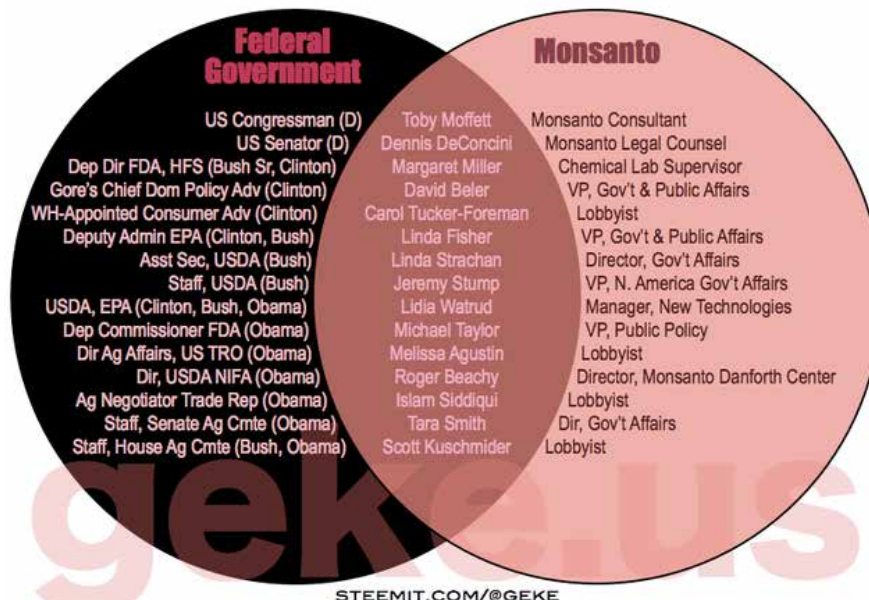 Federal
Government
Monsanto
US Congressman (D) Toby Moffett Monsanto Consultant
US Senator (D) Dennis DeConcini Monsanto Legal Counsel
Dep Dir FDA, HFS (Bush Sr, Clinton) Margaret Miller Chemical Lab Supervisor
Gore's Chief Dom Policy Adv (Clinton) David Beler VP, Gov't & Public Affairs
WH-Appointed Consumer Adv (Clinton) Carol Tucker-Foreman Lobbyist
Deputy Admin EPA (Clinton, Bush) Linda Fisher VP, Gov't & Public Affairs
Asst Sec, USDA (Bush) Linda Strachan Director, Gov't Affairs
Staff, USDA (Bush) Jeremy Stump VP, N. America Gov't Affairs
USDA, EPA (Clinton, Bush, Obama) Lidia Watrud Manager, New Technologies
Dep Commissioner FDA (Obama) Michael Taylor VP, Public Policy
Dir Ag Affairs, US TRO (Obama) Melissa Agustin Lobbyist
Dir, USDA NIFA (Obama) Roger Beachy Director, Monsanto Danforth Center
Ag Negotiator Trade Rep (Obama) Islam Siddiqui Lobbyist
Staff, Senate Ag Cmte (Obama) Tara Smith Dir, Gov't Affairs
Staff, House Ag Cmte (Bush, Obama) Scott Kuschmider Lobbyist
geke.us
STEEMIT.COM/@GEKE